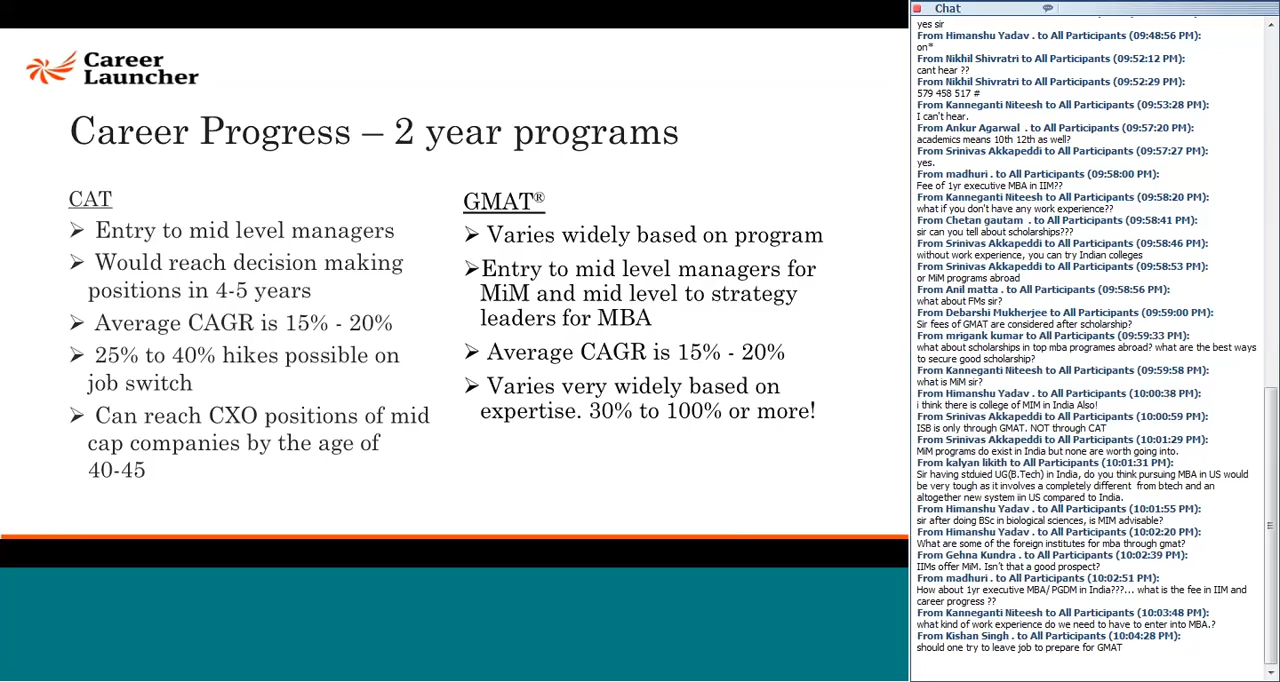 Career
Launcher
Career Progress – 2 year programs
CAT
➢ Entry to mid level managers
➢ Would reach decision making
positions in 4-5 years
➢ Average CAGR is 15% - 20%
➢ 25% to 40% hikes possible on
job switch
➢ Can reach CXO positions of mid
cap companies by the age of
40-45
GMAT®
➢ Varies widely based on program
➢Entry to mid level managers for
MiM and mid level to strategy
leaders for MBA
➢ Average CAGR is 15% - 20%
➢ Varies very widely based on
expertise. 30% to 100% or more!
Chat
yes sir
From Himanshu Yadav . to All Participants (09:48:56 PM):
on*
From Nikhil Shivratri to All Participants (09:52:12 PM):
cant hear ??
From Nikhil Shivratri to All Participants (09:52:29 PM):
579 458 517 #
From Kanneganti Niteesh to All Participants (09:53:28 PM):
I can't hear.
From Ankur Agarwal . to All Participants (09:57:20 PM):
academics means 10th 12th as well?
From Srinivas Akkapeddi to All Participants (09:57:27 PM):
yes.
From madhuri . to All Participants (09:58:00 PM):
Fee of 1yr executive MBA in IIM??
From Kanneganti Niteesh to All Participants (09:58:20 PM):
what if you don't have any work experience??
From Chetan gautam . to All Participants (09:58:41 PM):
sir can you tell about scholarships???
From Srinivas Akkapeddi to All Participants (09:58:46 PM):
without work experience, you can try Indian colleges
From Srinivas Akkapeddi to All Participants (09:58:53 PM):
or MiM programs abroad
From Anil matta . to All Participants (09:58:56 PM):
what about FMs sir?
From Debarshi Mukherjee to All Participants (09:59:00 PM):
Sir fees of GMAT are considered after scholarship?
From mrigank kumar to All Participants (09:59:33 PM):
what about scholarships in top mba programes abroad? what are the best ways
to secure good scholarship?
From Kanneganti Niteesh to All Participants (09:59:58 PM):
what is MiM sir?
From Himanshu Yadav . to All Participants (10:00:38 PM):
i think there is college of MIM in India Also!
From Srinivas Akkapeddi to All Participants (10:00:59 PM):
ISB is only through GMAT. NOT through CAT
From Srinivas Akkapeddi to All Participants (10:01:29 PM):
MiM programs do exist in India but none are worth going into.
From kalyan likith to All Participants (10:01:31 PM):
Sir having stduied UG(B.Tech) in India, do you think pursuing MBA in US would
be very tough as it involves a completely different from btech and an
altogether new system iin US compared to India.
From Himanshu Yadav . to All Participants (10:01:55 PM):
sir after doing BSc in biological sciences, is MIM advisable?
From Himanshu Yadav . to All Participants (10:02:20 PM):
What are some of the foreign institutes for mba through gmat?
From Gehna Kundra . to All Participants (10:02:39 PM):
IIMs offer MiM. Isn't that a good prospect?
From madhuri . to All Participants (10:02:51 PM):
How about 1yr executive MBA/ PGDM in India???... what is the fee in IIM and
career progress ??
From Kanneganti Niteesh to All Participants (10:03:48 PM):
what kind of work experience do we need to have to enter into MBA.?
From Kishan Singh . to All Participants (10:04:28 PM):
should one try to leave job to prepare for GMAT